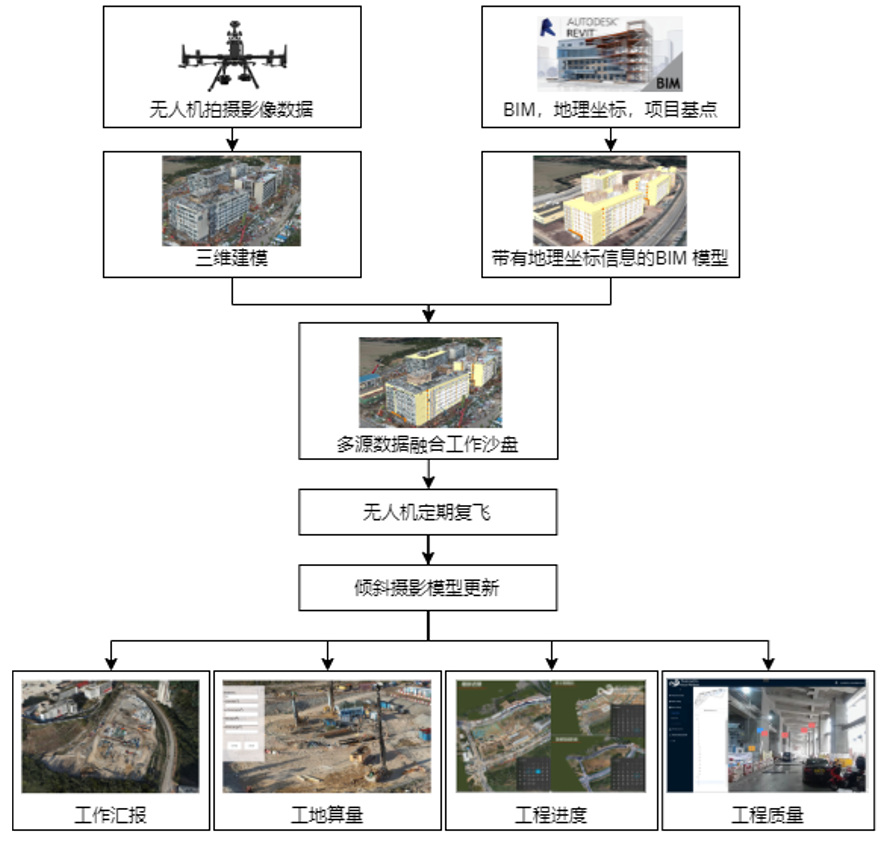 AUTODESK
REVIT
BIM
无人机拍摄影像数据
BIM，地理坐标，项目基点
三维建模
带有地理坐标信息的BIM 模型
多源数据融合工作沙盘
无人机定期复飞
倾斜摄影模型更新
工作汇报
工地算量
工程进度
工程质量